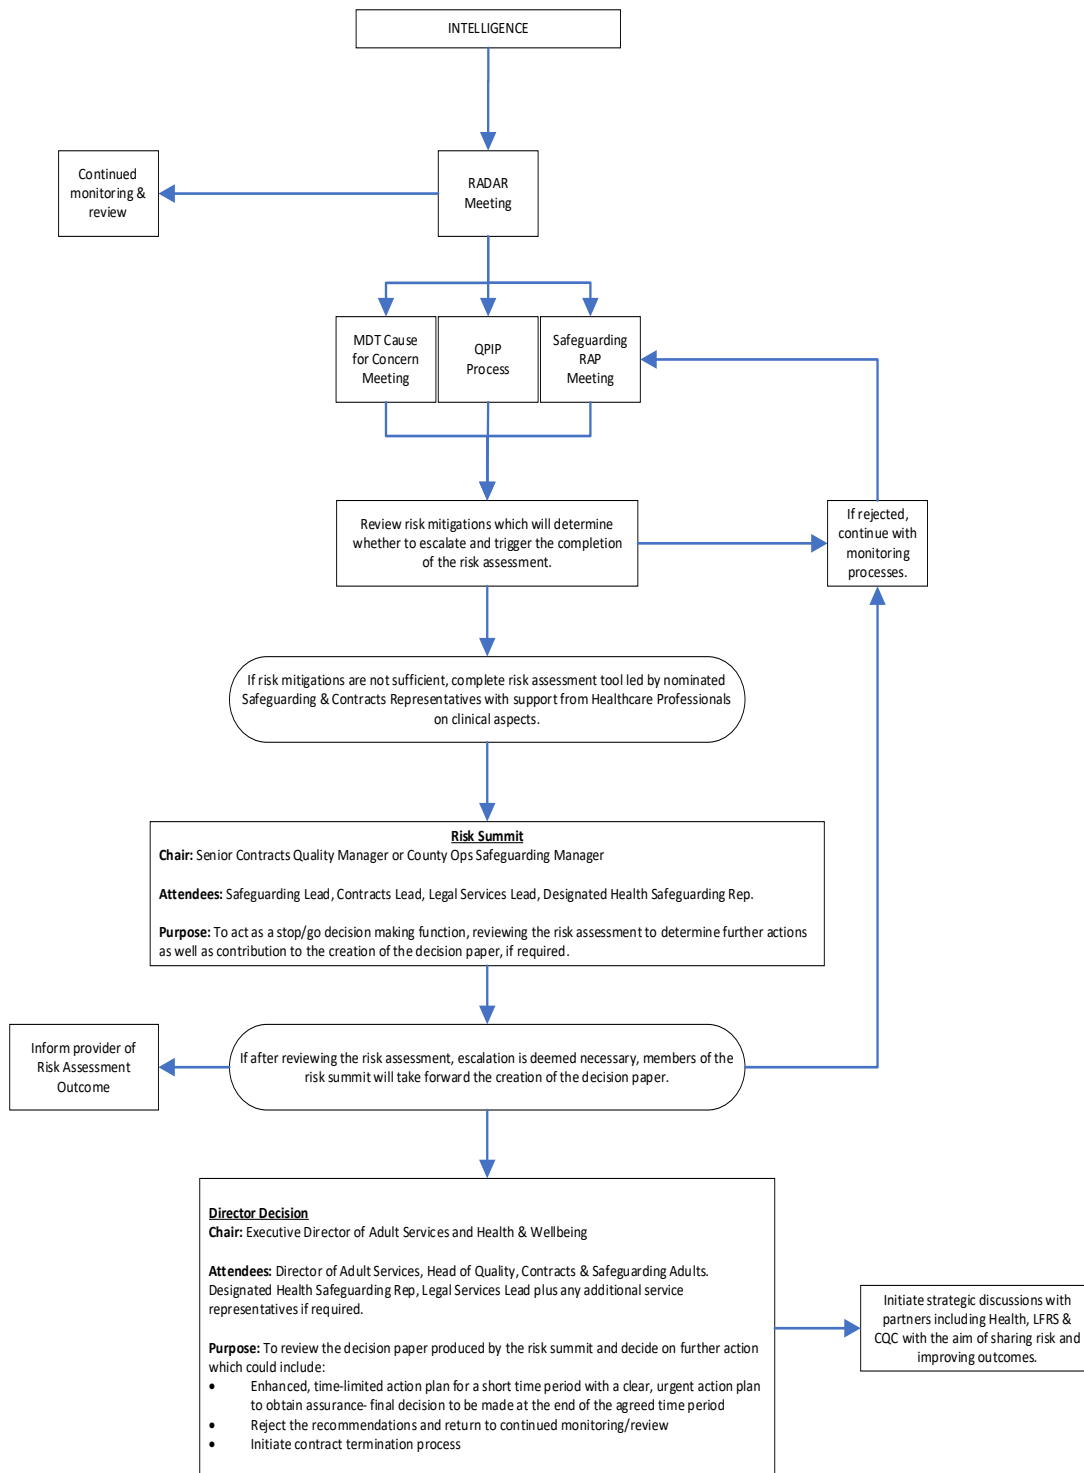 INTELLIGENCE
Continued
monitoring &
review
RADAR
Meeting
MDT Cause
for Concern
Meeting
QPIP
Process
Safeguarding
RAP
Meeting
Review risk mitigations which will determine
whether to escalate and trigger the completion
of the risk assessment.
If rejected,
continue with
monitoring
processes.
If risk mitigations are not sufficient, complete risk assessment tool led by nominated
Safeguarding & Contracts Representatives with support from Healthcare Professionals
on clinical aspects.
Risk Summit
Chair: Senior Contracts Quality Manager or County Ops Safeguarding Manager
Attendees: Safeguarding Lead, Contracts Lead, Legal Services Lead, Designated Health Safeguarding Rep.
Purpose: To act as a stop/go decision making function, reviewing the risk assessment to determine further actions
as well as contribution to the creation of the decision paper, if required.
Inform provider of
Risk Assessment
Outcome
If after reviewing the risk assessment, escalation is deemed necessary, members of the
risk summit will take forward the creation of the decision paper.
Director Decision
Chair: Executive Director of Adult Services and Health & Wellbeing
Attendees: Director of Adult Services, Head of Quality, Contracts & Safeguarding Adults.
Designated Health Safeguarding Rep, Legal Services Lead plus any additional service
representatives if required.
Purpose: To review the decision paper produced by the risk summit and decide on further action
which could include:
• Enhanced, time-limited action plan for a short time period with a clear, urgent action plan
to obtain assurance- final decision to be made at the end of the agreed time period
• Reject the recommendations and return to continued monitoring/review
• Initiate contract termination process
Initiate strategic discussions with
partners including Health, LFRS &
CQC with the aim of sharing risk and
improving outcomes.